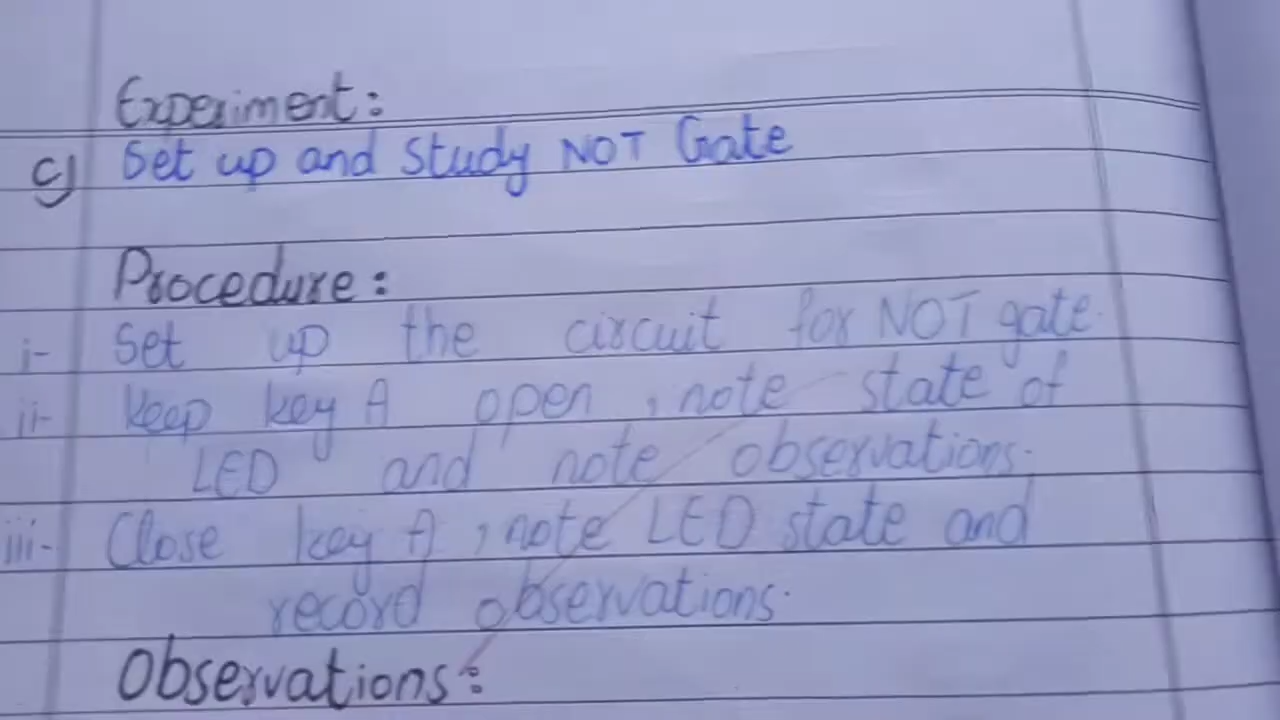 Experiment:
c) Set up and Study NOT Gate
Procedure:
i- Set up the circuit for NOT gate.
ii- keep key A open, note state of
LED and note observations.
iii- Close key A, note LED state and
record observations.
Observations: